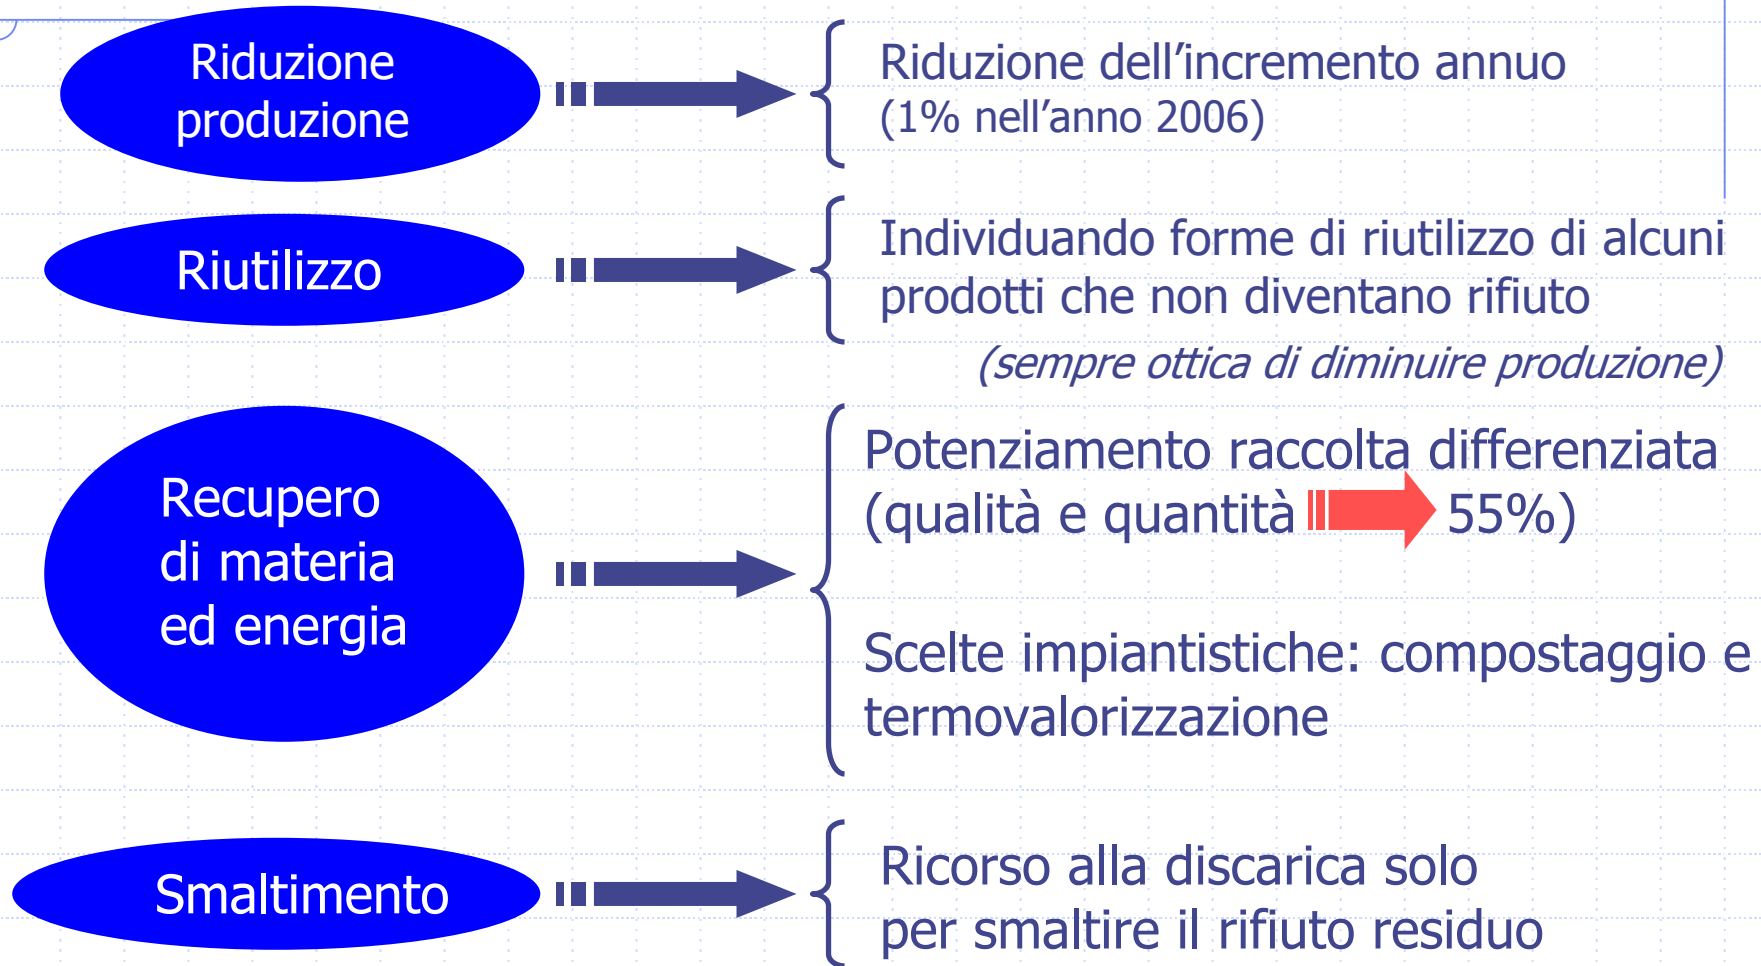 Riduzione
produzione
Riduzione dell'incremento annuo
(1% nell'anno 2006)
Riutilizzo
Individuando forme di riutilizzo di alcuni
prodotti che non diventano rifiuto
(sempre ottica di diminuire produzione)
Recupero
di materia
ed energia
Potenziamento raccolta differenziata
(qualità e quantità 55%)
Scelte impiantistiche: compostaggio e
termovalorizzazione
Smaltimento
Ricorso alla discarica solo
per smaltire il rifiuto residuo